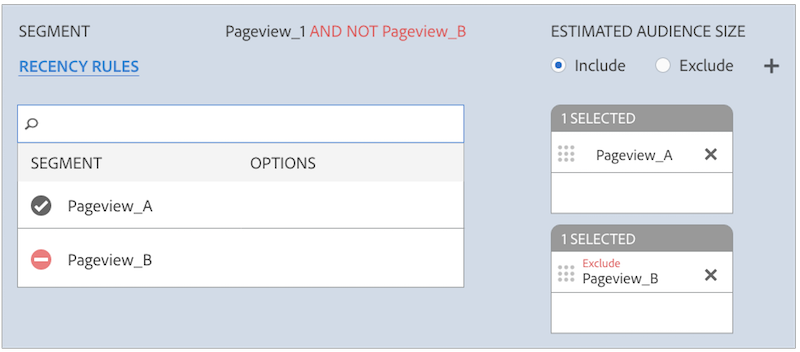 SEGMENT
Pageview_1 AND NOT Pageview_B
ESTIMATED AUDIENCE SIZE
RECENCY RULES
Include
Exclude
1 SELECTED
SEGMENT
OPTIONS
Pageview_A
Pageview_A
Pageview_B
1 SELECTED
Exclude
Pageview_B